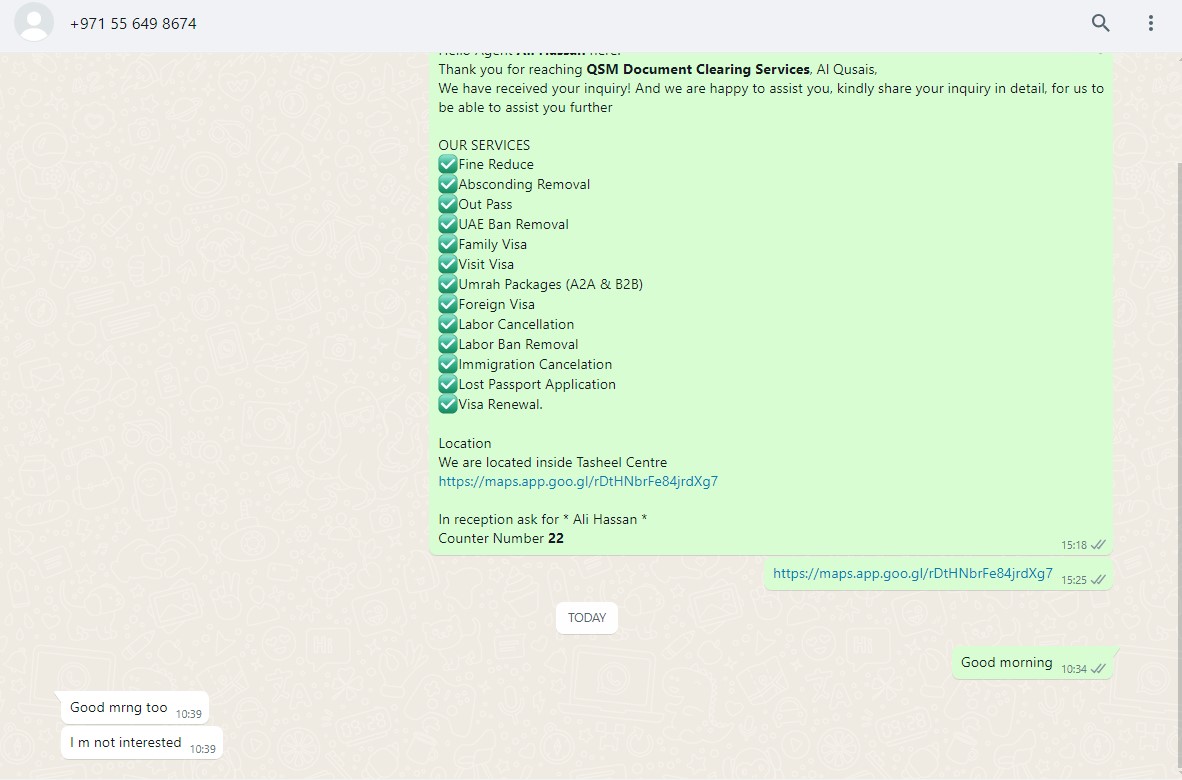 +971 55 649 8674
Hello Agent Ali Hassan here.
Thank you for reaching QSM Document Clearing Services, Al Qusais,
We have received your inquiry! And we are happy to assist you, kindly share your inquiry in detail, for us to
be able to assist you further
OUR SERVICES
✅Fine Reduce
✅Absconding Removal
✅Out Pass
✅UAE Ban Removal
✅Family Visa
✅Visit Visa
✅Umrah Packages (A2A & B2B)
✅Foreign Visa
✅Labor Cancellation
✅Labor Ban Removal
✅Immigration Cancelation
✅Lost Passport Application
✅Visa Renewal.
Location
We are located inside Tasheel Centre
https://maps.app.goo.gl/rDtHNbrFe84jrdXg7
In reception ask for * Ali Hassan *
Counter Number 22
15:18
https://maps.app.goo.gl/rDtHNbrFe84jrdXg7 15:25
TODAY
Good morning 10:34
Good mrng too 10:39
I m not interested 10:39